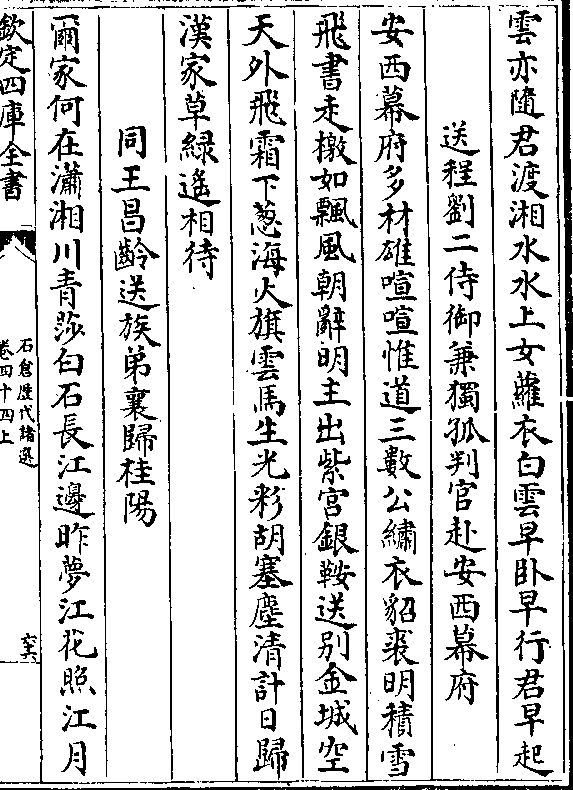 雲亦隨君渡湘水水上女蘿衣白雲早卧早行君早起
送程劉二侍御兼獨孤判官赴安西幕府
安西幕府多材雄喧喧惟道三數公繡衣貂裘明積雪
飛書走檄如飄風朝辭明主出紫宮銀鞍送别金城空
天外飛霜下葱海火旗雲馬生光彩胡塞塵清計日歸
漢家草緑遙相待
同王昌齡送族弟襄歸桂陽
爾家何在瀟湘川青莎白石長江邊昨夢江花照江月
欽定四庫全書
石倉歷代詩選
卷四十四上